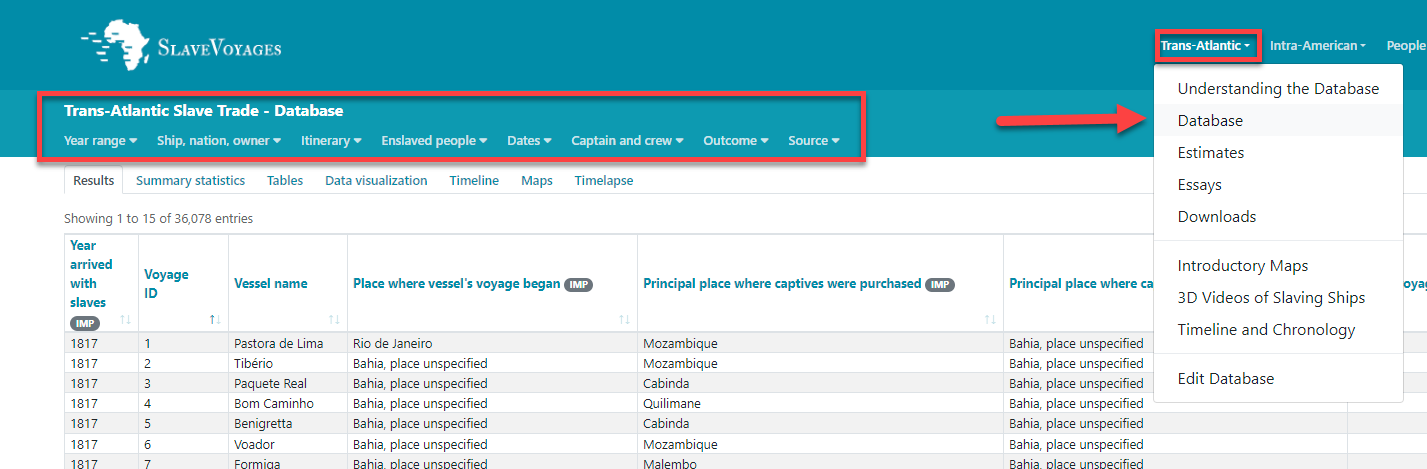 SLAVEVOYAGES
Trans-Atlantic Intra-American People
Trans-Atlantic Slave Trade - Database
Year range Ship, nation, owner Itinerary Enslaved people Dates Captain and crew Outcome Source
Understanding the Database
Database
Estimates
Essays
Downloads
Introductory Maps
3D Videos of Slaving Ships
Timeline and Chronology
Edit Database
Results Summary statistics Tables Data visualization Timeline Maps Timelapse
Showing 1 to 15 of 36,078 entries
Year arrived with slaves IMP Voyage ID Vessel name Place where vessel's voyage began IMP Principal place where captives were purchased IMP Principal place where
1817 1 Pastora de Lima Rio de Janeiro Mozambique Bahia, place unspecified
1817 2 Tibério Bahia, place unspecified Mozambique Bahia, place unspecified
1817 3 Paquete Real Bahia, place unspecified Cabinda Bahia, place unspecified
1817 4 Bom Caminho Bahia, place unspecified Quilimane Bahia, place unspecified
1817 5 Benigretta Bahia, place unspecified Cabinda Bahia, place unspecified
1817 6 Voador Bahia, place unspecified Mozambique Bahia, place unspecified
1817 7 Formiga Bahia, place unspecified Malembo Bahia, place unspecified